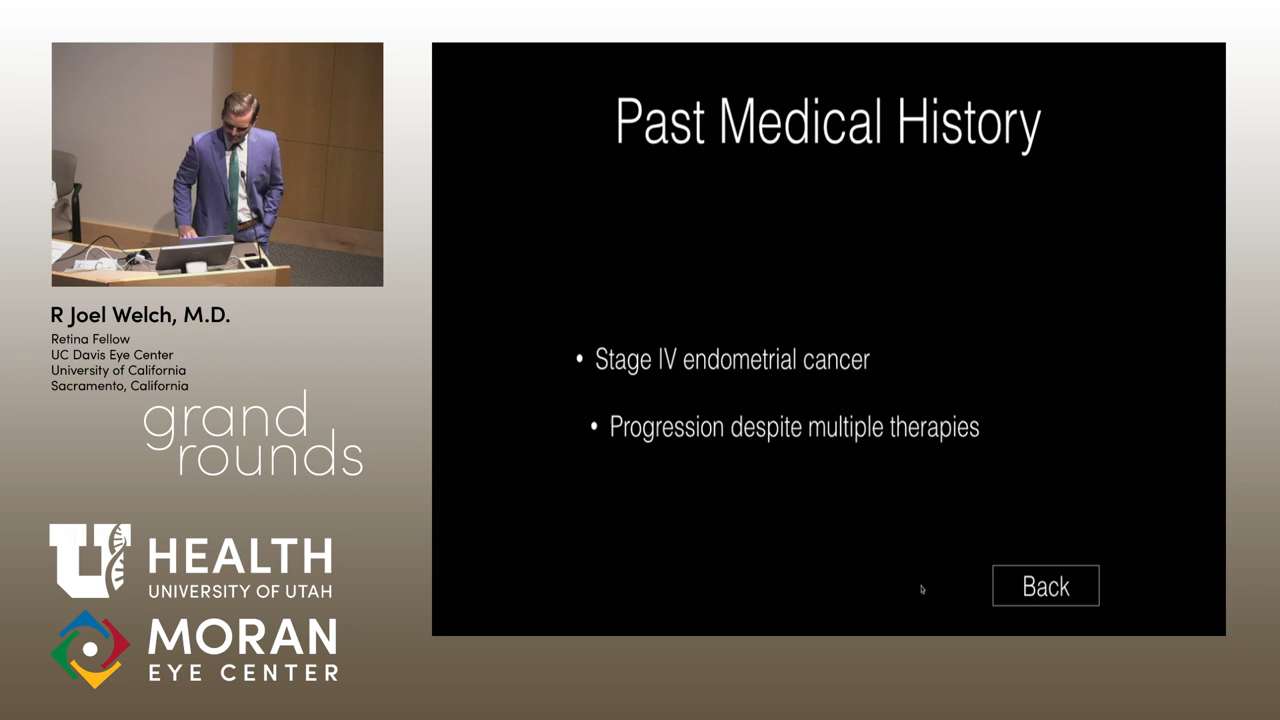 R Joel Welch, M.D.
Retina Fellow
UC Davis Eye Center
University of California
Sacramento, California
grand
rounds
U HEALTH
UNIVERSITY OF UTAH
MORAN
EYE CENTER
Past Medical History
• Stage IV endometrial cancer
• Progression despite multiple therapies
Back